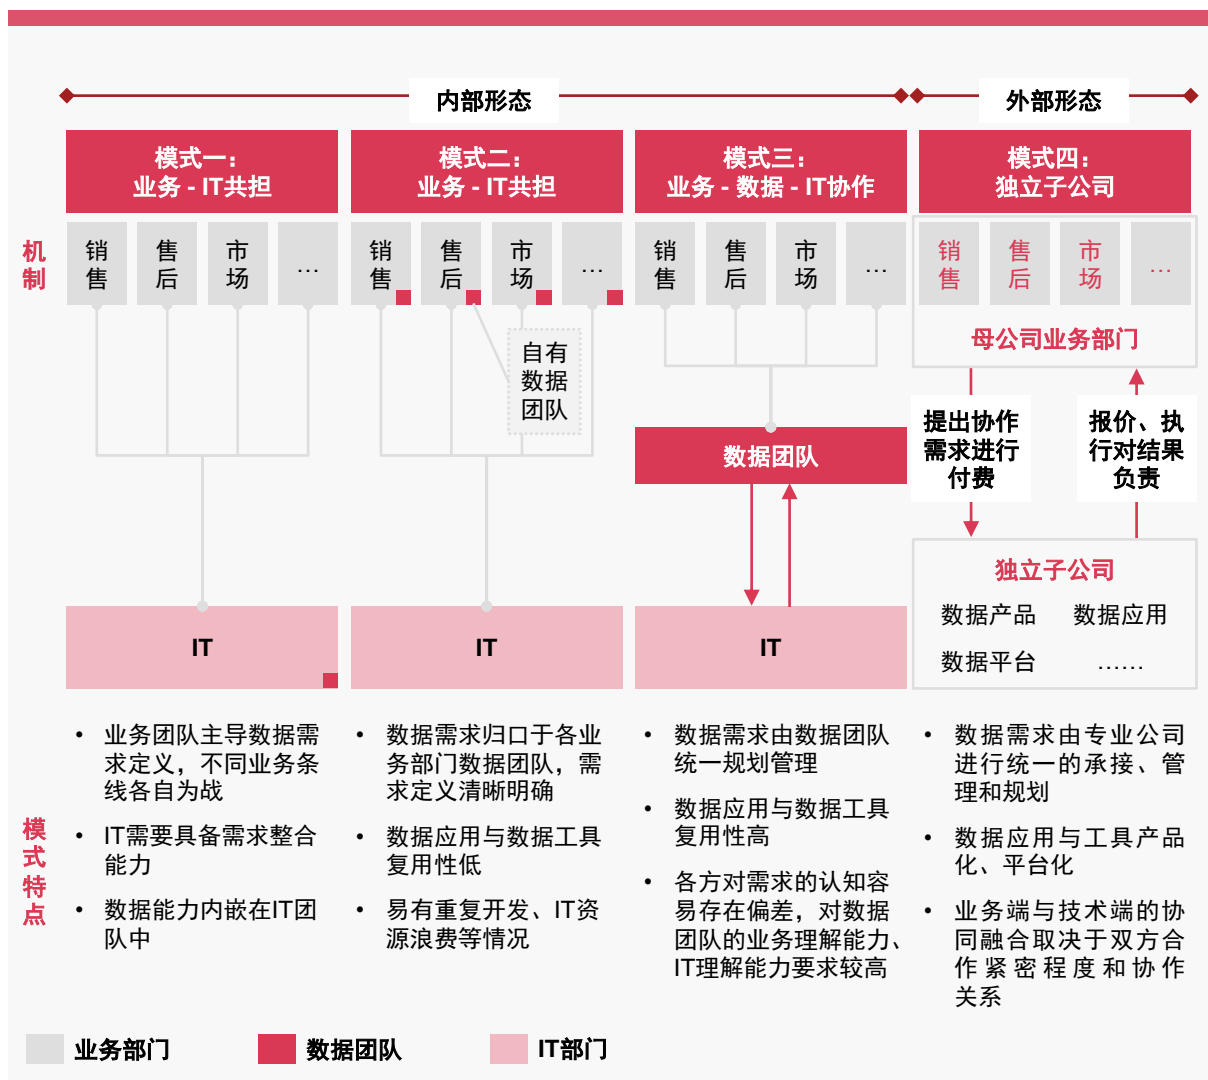 内部形态
外部形态
模式一：
业务 - IT共担
模式二：
业务 - IT共担
模式三：
业务 - 数据 - IT协作
模式四：
独立子公司
机制
销售
售后
市场
...
销售
售后
市场
...
自有
数据
团队
销售
售后
市场
...
销售
售后
市场
...
母公司业务部门
提出协作
需求进行
付费
报价、执
行对结果
负责
数据团队
独立子公司
数据产品
数据应用
数据平台
......
IT
IT
IT
模式特点
• 业务团队主导数据需
求定义，不同业务条
线各自为战
• IT需要具备需求整合
能力
• 数据能力内嵌在IT团
队中
• 数据需求归口于各业
务部门数据团队，需
求定义清晰明确
• 数据应用与数据工具
复用性低
• 易有重复开发、IT资
源浪费等情况
• 数据需求由数据团队
统一规划管理
• 数据应用与数据工具
复用性高
• 各方对需求的认知容
易存在偏差，对数据
团队的业务理解能力、
IT理解能力要求较高
• 数据需求由专业公司
进行统一的承接、管
理和规划
• 数据应用与工具产品
化、平台化
• 业务端与技术端的协
同融合取决于双方合
作紧密程度和协作
关系
业务部门
数据团队
IT部门